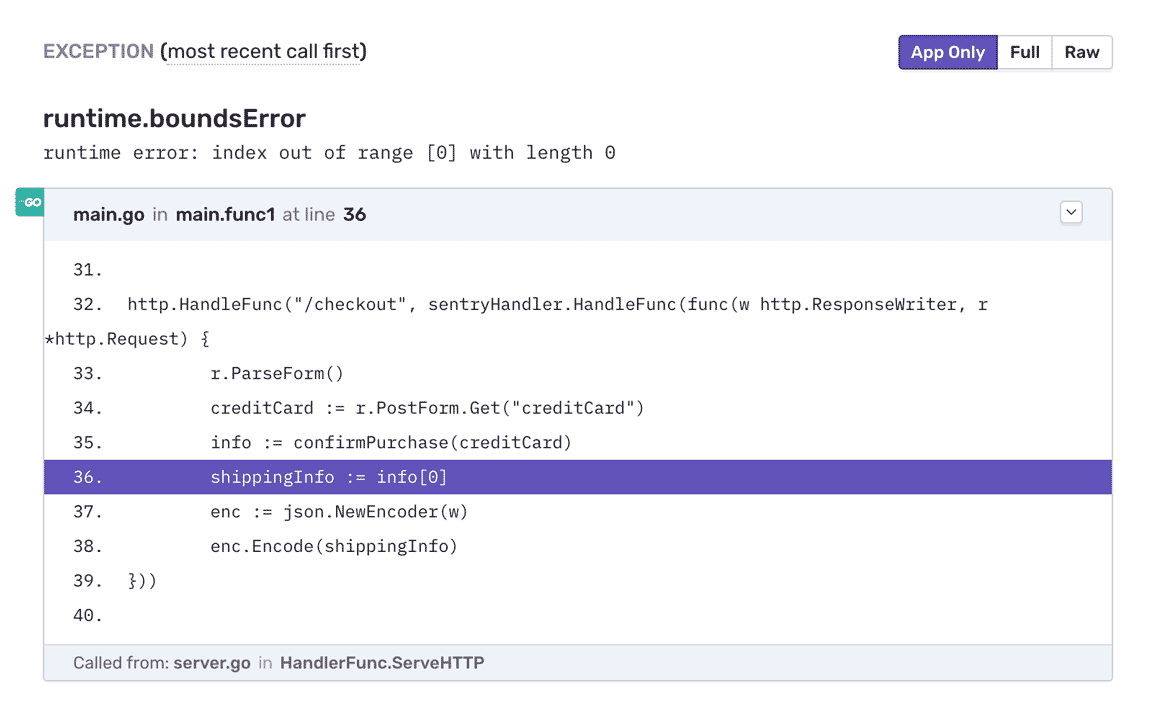 EXCEPTION (most recent call first)
App Only Full Raw
runtime.boundsError
runtime error: index out of range [0] with length 0
GO
main.go in main.func1 at line 36
31.
32. http.HandleFunc("/checkout", sentryHandler.HandleFunc(func(w http.ResponseWriter, r
*http.Request) {
33. r.ParseForm()
34. creditCard := r.PostForm.Get("creditCard")
35. info := confirmPurchase(creditCard)
36. shippingInfo := info[0]
37. enc := json.NewEncoder(w)
38. enc.Encode(shippingInfo)
39. }))
40.
Called from: server.go in HandlerFunc.ServeHTTP